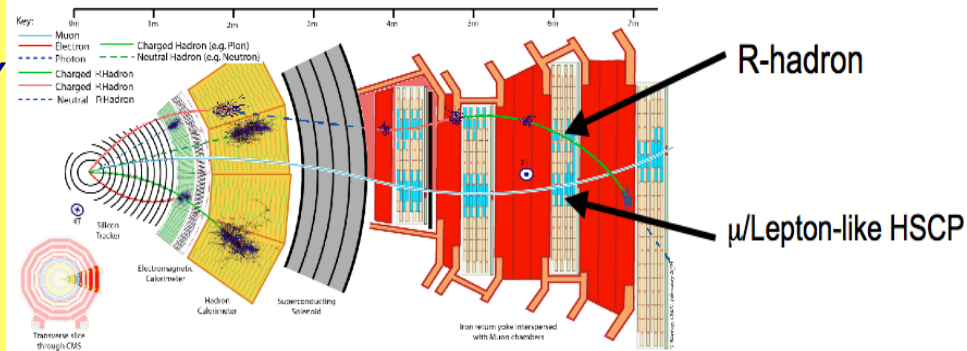 Key:
0m 1m 2m 3m 4m 5m 6m 7m
Muon
Electron
Photon
Charged Hadron (e.g. Pion)
Neutral Hadron (e.g. Neutron)
Charged R-Hadron
Charged R-Hadron
Neutral R-Hadron
R-hadron
μ/Lepton-like HSCP
4T
2T
Silicon
Tracker
Electromagnetic
Calorimeter
Hadron
Calorimeter
Superconducting
Solenoid
Iron return yoke interspersed
with Muon chambers
Transverse slice
through CMS